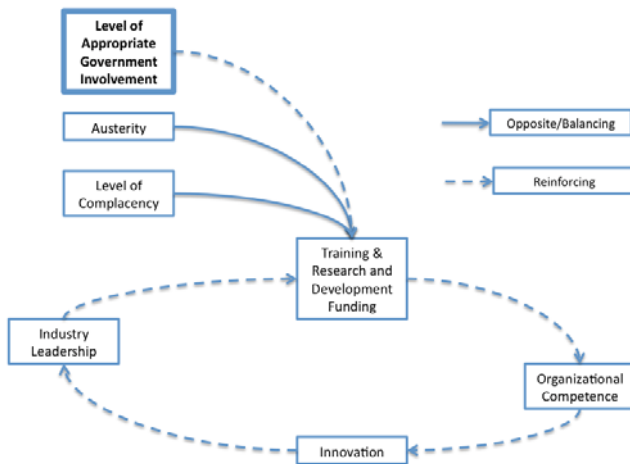 Level of
Appropriate
Government
Involvement
Austerity
Opposite/Balancing
Level of
Complacency
Reinforcing
Training &
Research and
Development
Funding
Industry
Leadership
Organizational
Competence
Innovation